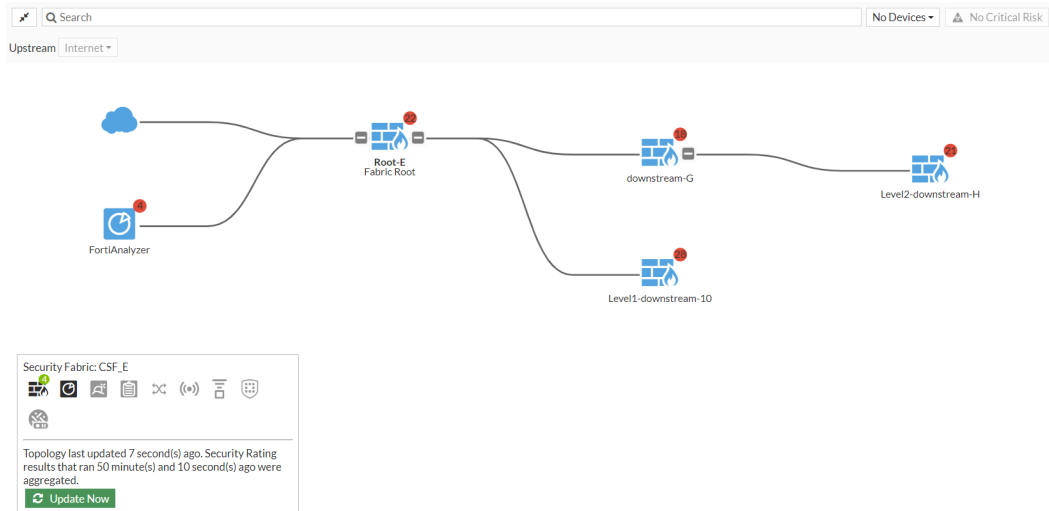 Search
No Devices
No Critical Risk
Upstream
Internet
22
Root-E
Fabric Root
18
downstream-G
21
Level2-downstream-H
4
FortiAnalyzer
28
Level1-downstream-10
Security Fabric: CSF_E
4
Topology last updated 7 second(s) ago. Security Rating
results that ran 50 minute(s) and 10 second(s) ago were
aggregated.
Update Now